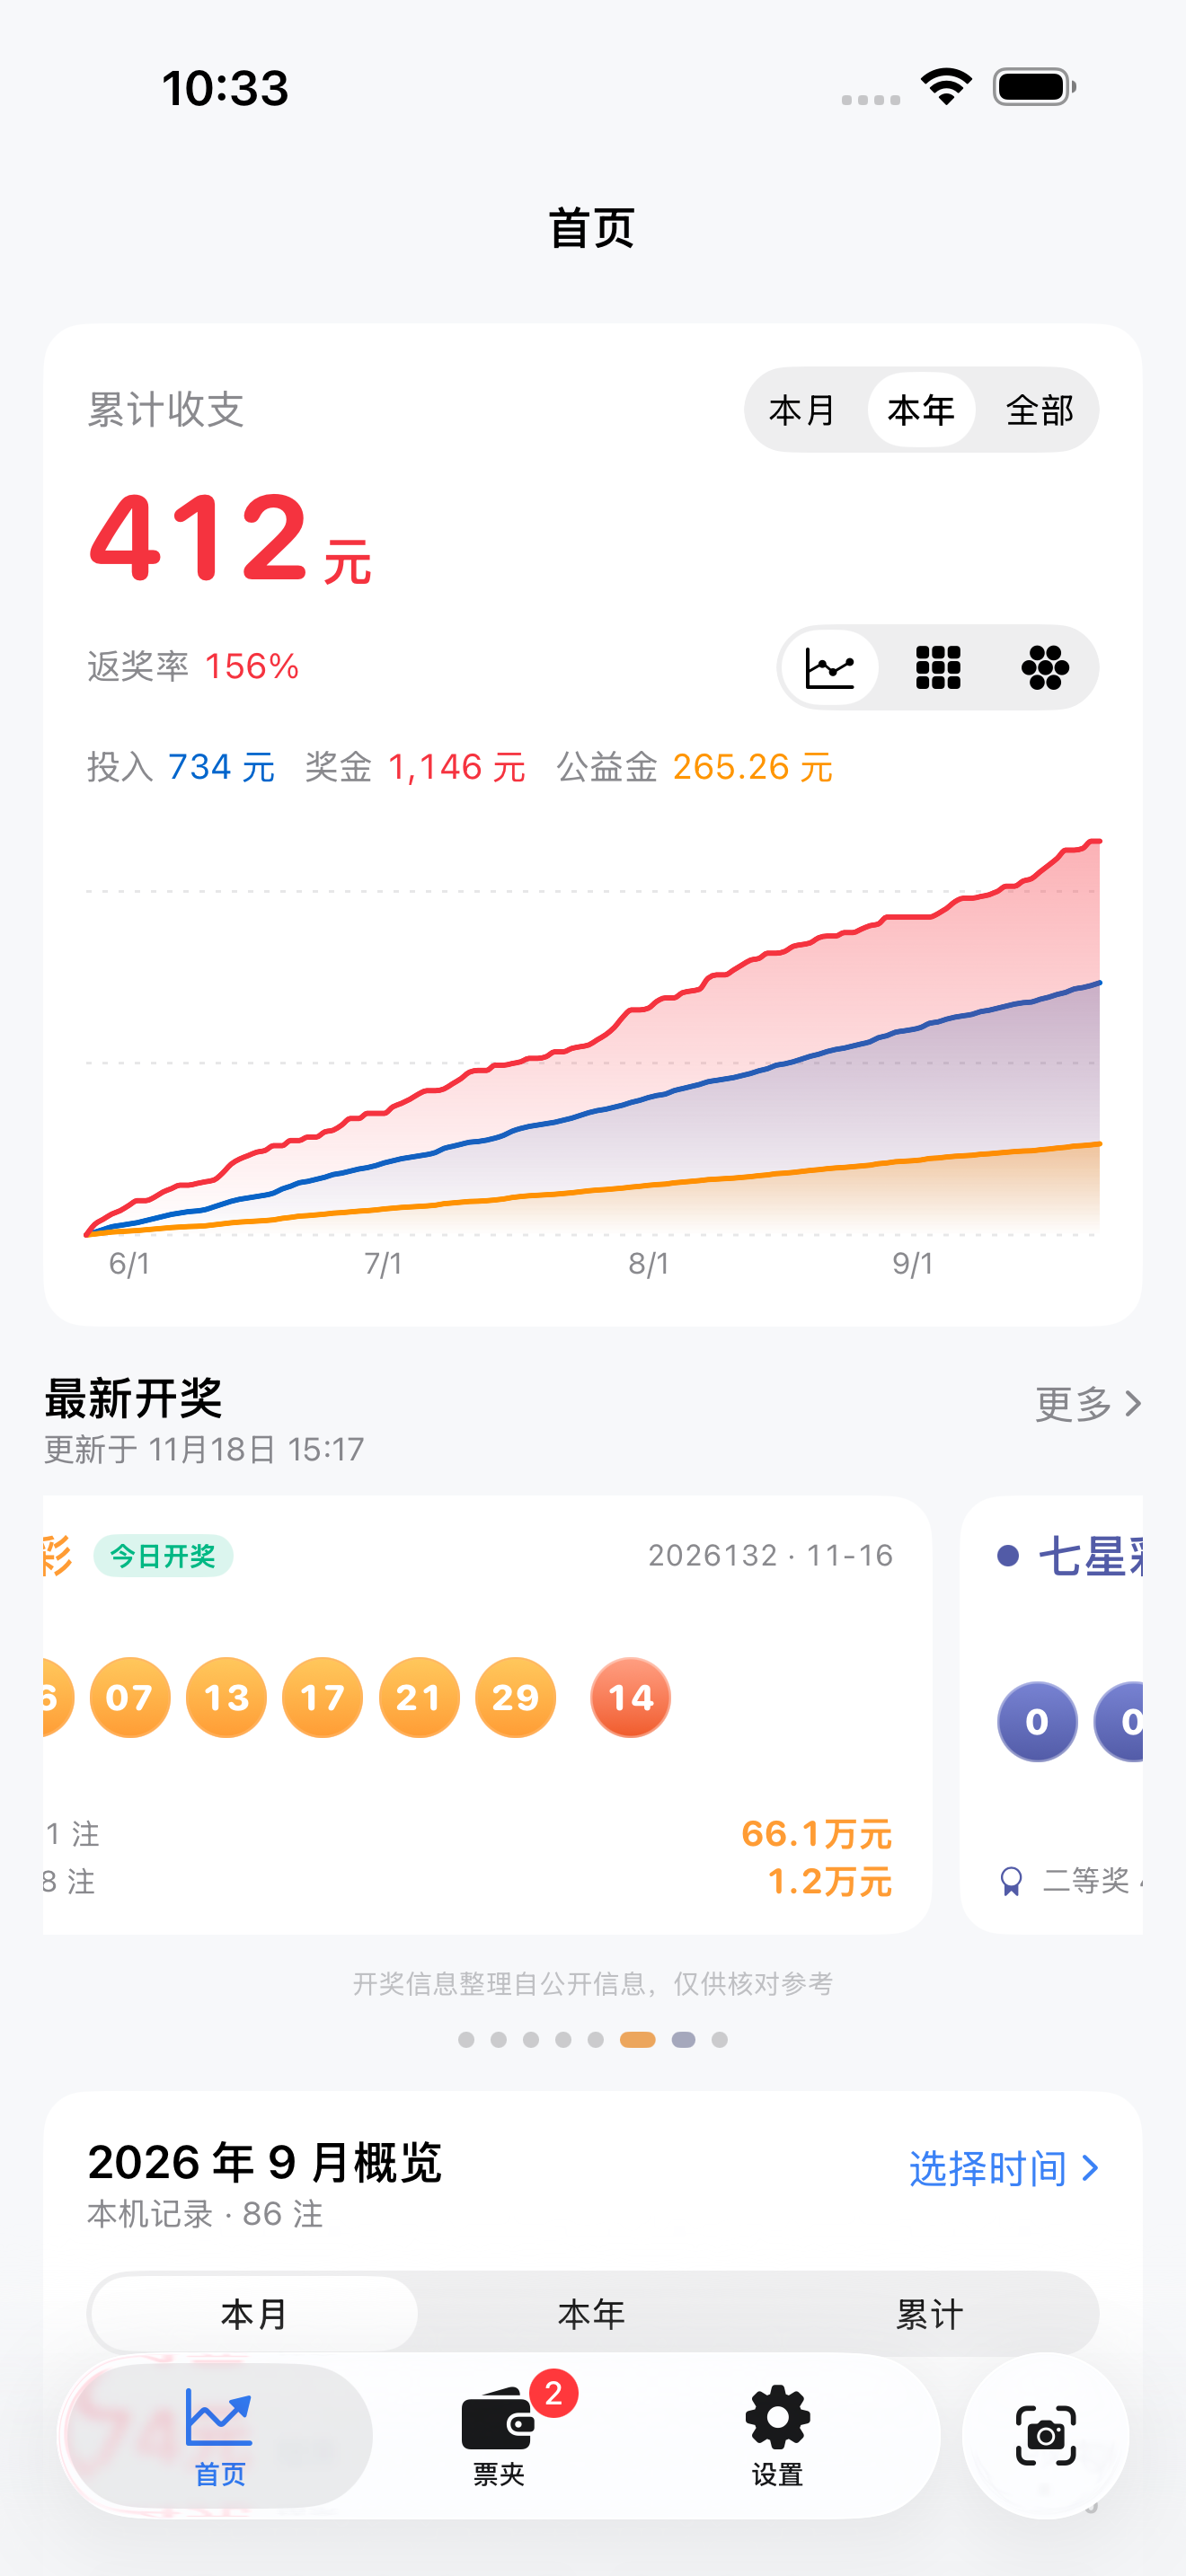 10:33
首页
累计收支
本月 本年 全部
412 元
返奖率 156%
投入 734 元 奖金 1,146 元 公益金 265.26 元
6/1 7/1 8/1 9/1
最新开奖
更多
更新于 11月18日 15:17
彩 今日开奖 2026132 · 11-16
七星彩
6 07 13 17 21 29 14
0 0
1 注 66.1万元
8 注 1.2万元
二等奖
开奖信息整理自公开信息，仅供核对参考
2026 年 9 月概览
选择时间
本机记录 · 86 注
本月 本年 累计
2
首页 票夹 设置